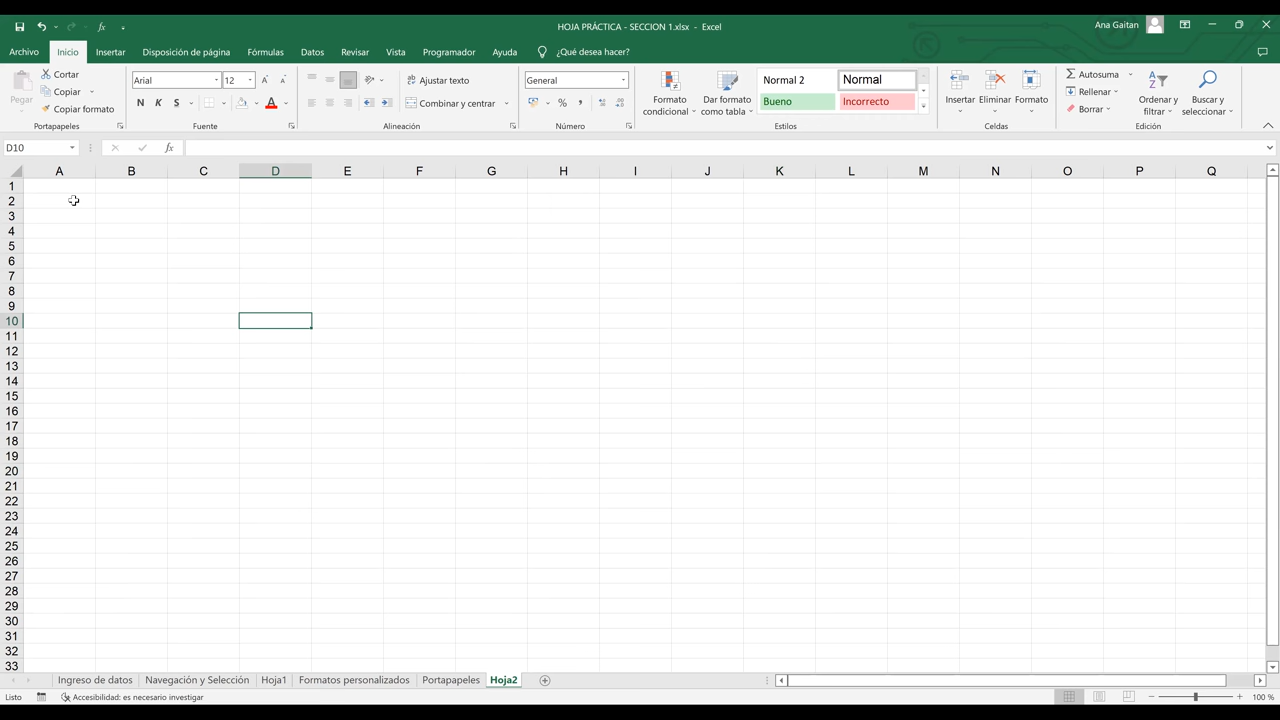 HOJA PRÁCTICA - SECCION 1.xlsx - Excel
Ana Gaitan
Archivo Inicio Insertar Disposición de página Fórmulas Datos Revisar Vista Programador Ayuda ¿Qué desea hacer?
Pegar
Cortar
Copiar
Copiar formato
Portapapeles
Arial 12
N K S
Fuente
Ajustar texto
Combinar y centrar
Alineación
General
% 000
Número
Formato condicional
Dar formato como tabla
Normal 2 Normal
Bueno Incorrecto
Estilos
Insertar Eliminar Formato
Celdas
Autosuma
Rellenar
Borrar
Ordenar y filtrar
Buscar y seleccionar
Edición
D10
fx
A B C D E F G H I J K L M N O P Q
1
2
3
4
5
6
7
8
9
10
11
12
13
14
15
16
17
18
19
20
21
22
23
24
25
26
27
28
29
30
31
32
33
Ingreso de datos Navegación y Selección Hoja1 Formatos personalizados Portapapeles Hoja2
Listo Accesibilidad: es necesario investigar 100 %